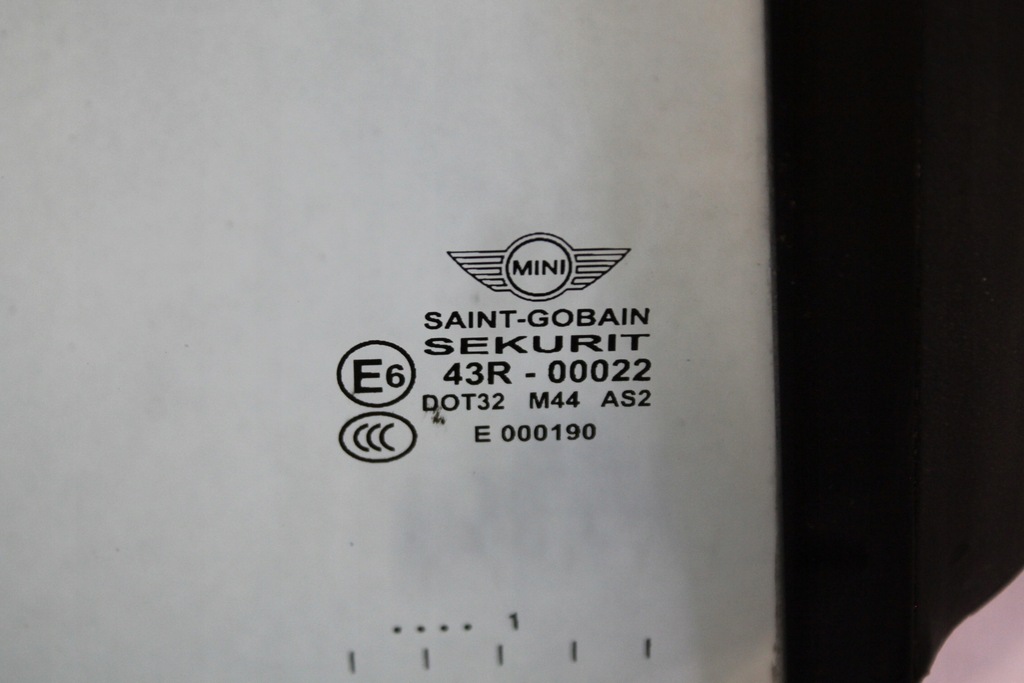 MINI
SAINT-GOBAIN
SEKURIT
E6 43R - 00022
DOT32 M44 AS2
CCC E 000190
.... 1